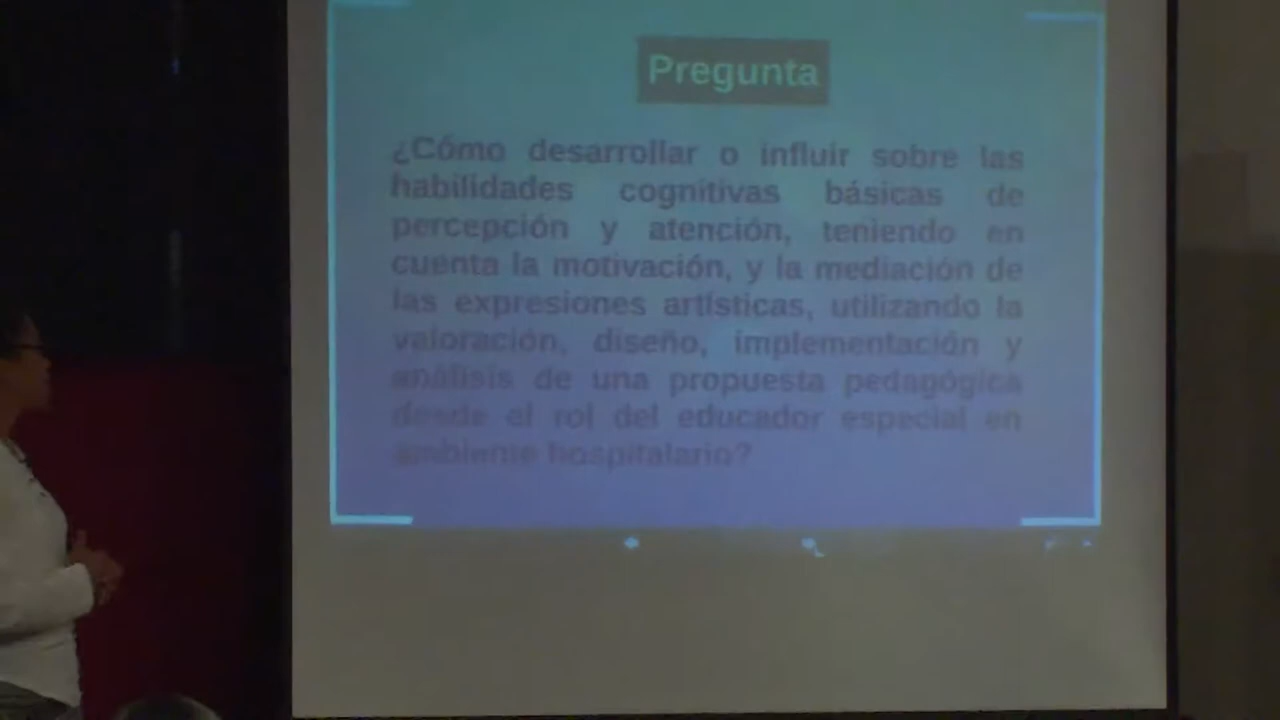 Pregunta
¿Cómo desarrollar o influir sobre las
habilidades cognitivas básicas de
percepción y atención, teniendo en
cuenta la motivación, y la mediación de
las expresiones artísticas, utilizando la
valoración, diseño, implementación y
análisis de una propuesta pedagógica
desde el rol del educador especial en
ambiente hospitalario?